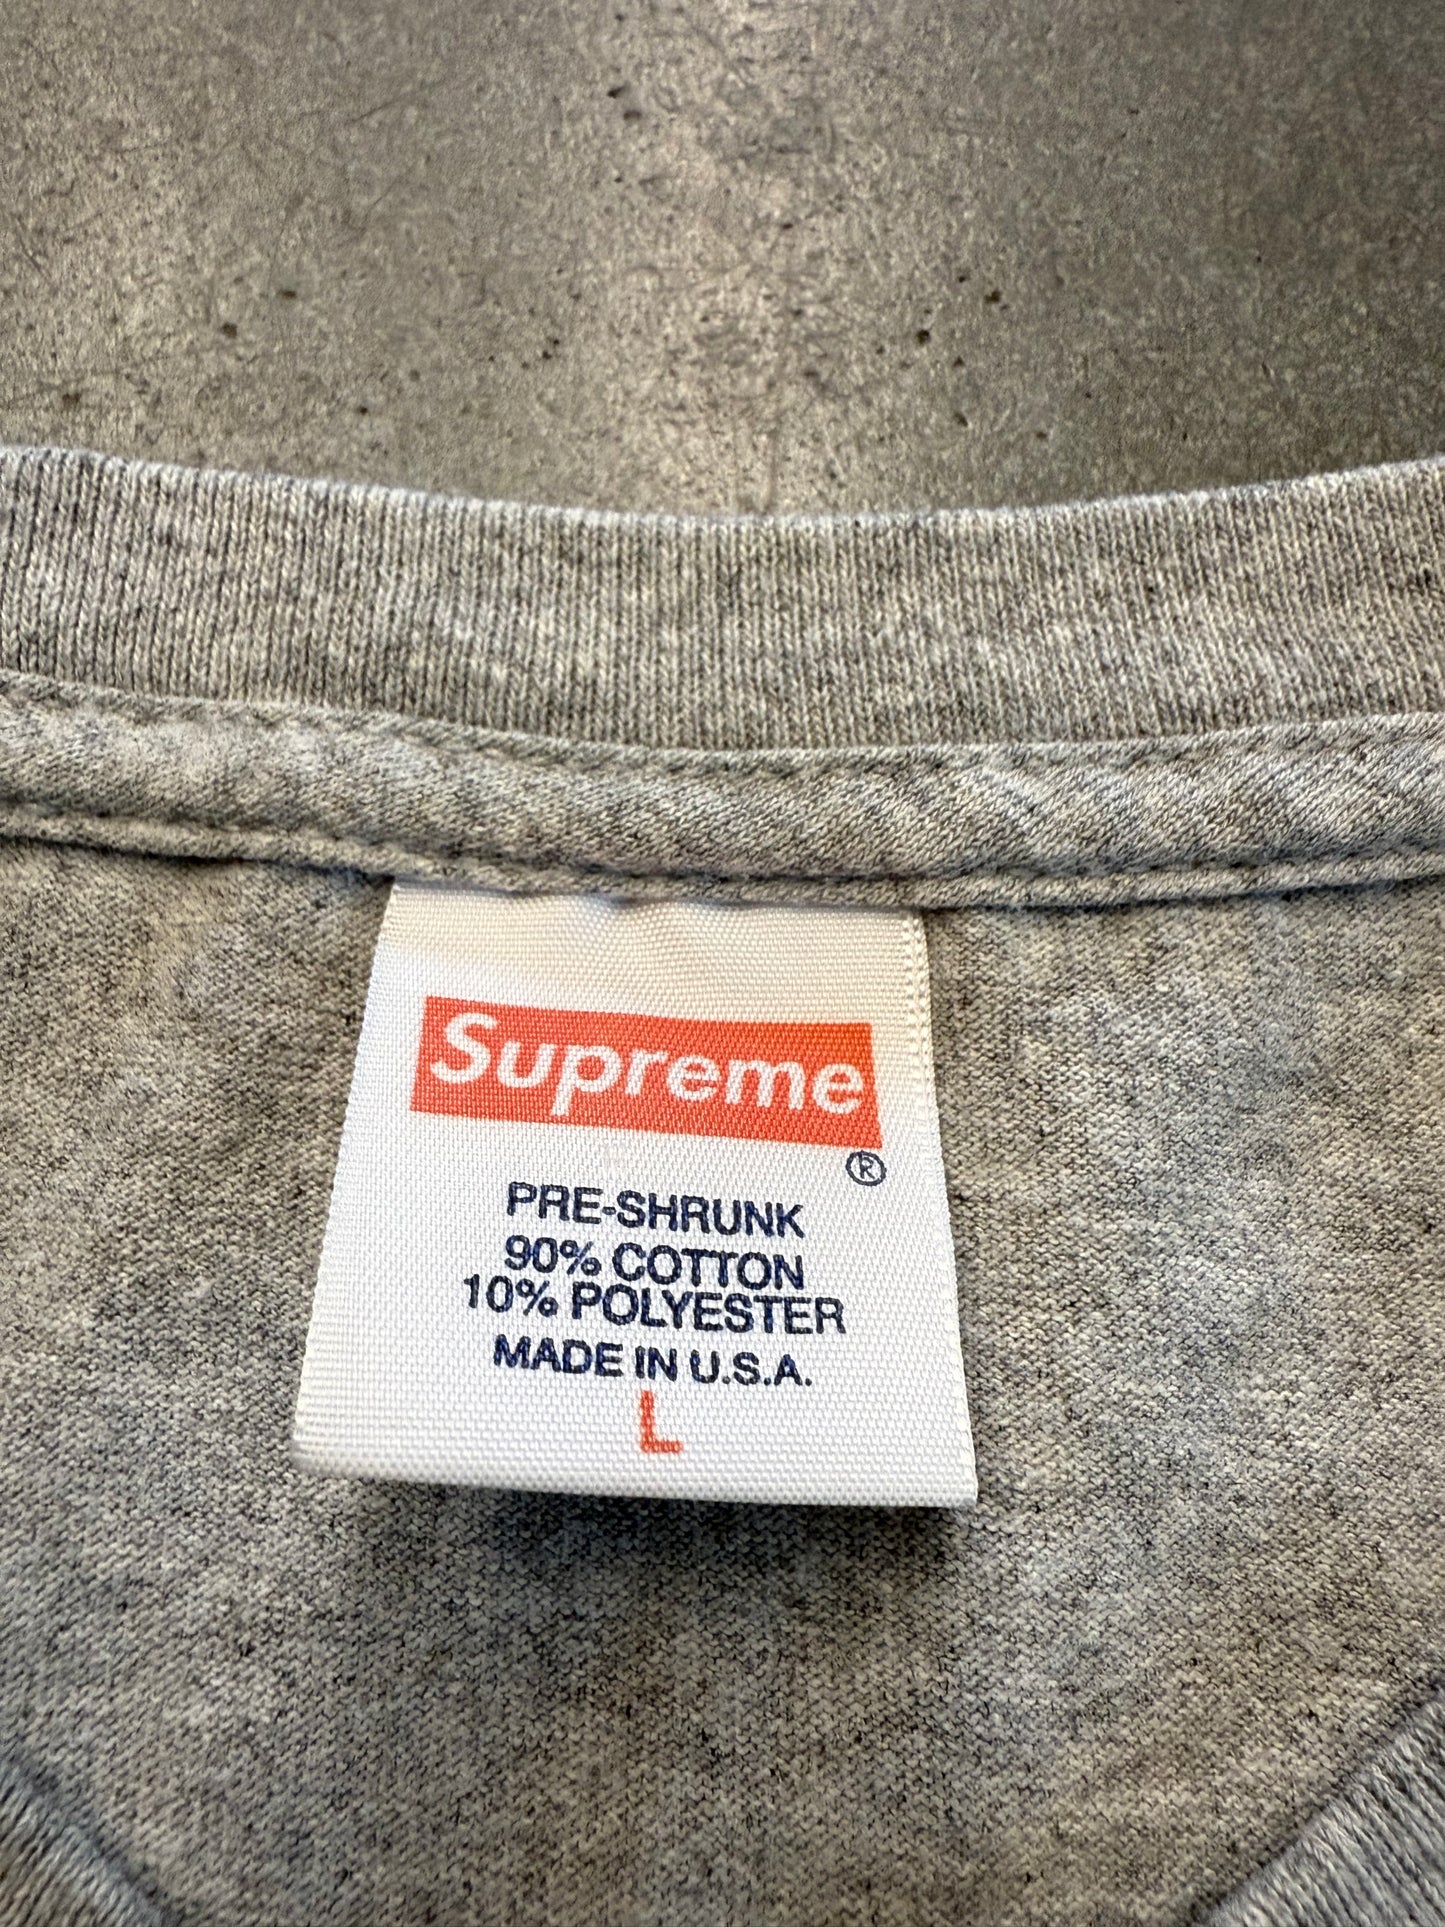 Supreme
®
PRE-SHRUNK
90% COTTON
10% POLYESTER
MADE IN U.S.A.
L